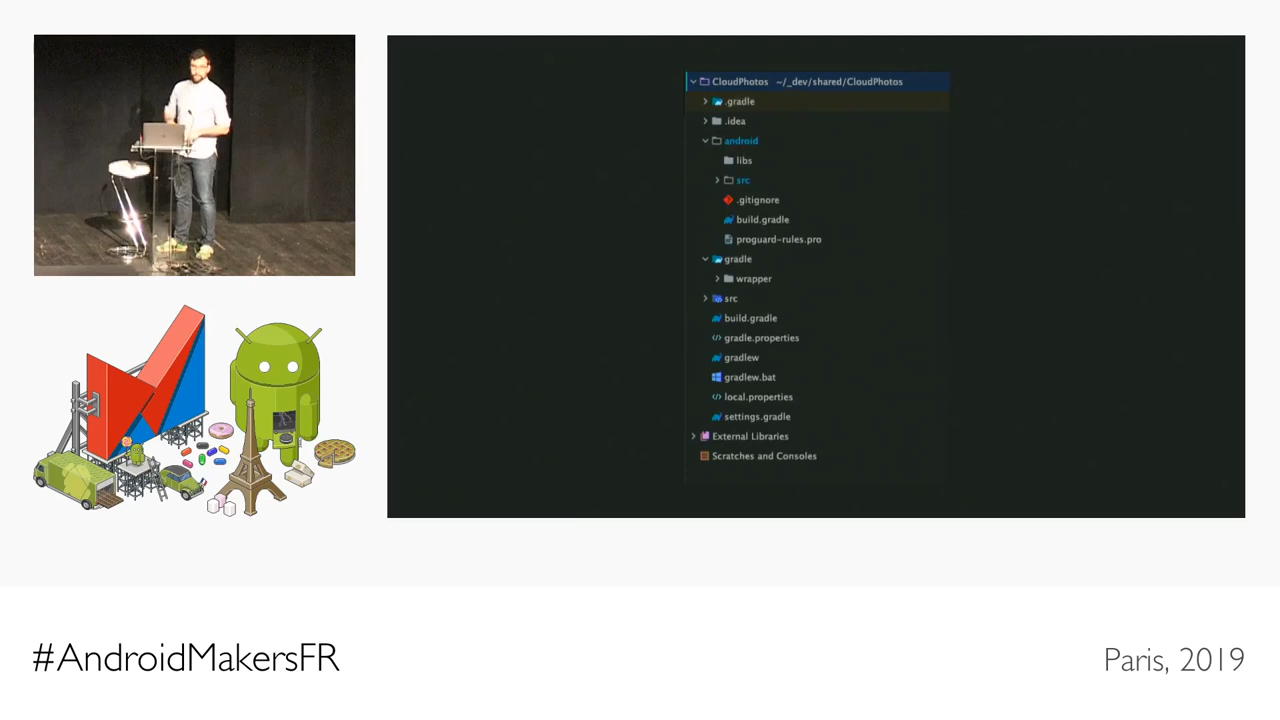 CloudPhotos ~/_dev/shared/CloudPhotos
.gradle
.idea
android
libs
src
.gitignore
build.gradle
proguard-rules.pro
gradle
wrapper
src
build.gradle
gradle.properties
gradlew
gradlew.bat
local.properties
settings.gradle
External Libraries
Scratches and Consoles
#AndroidMakersFR
Paris, 2019